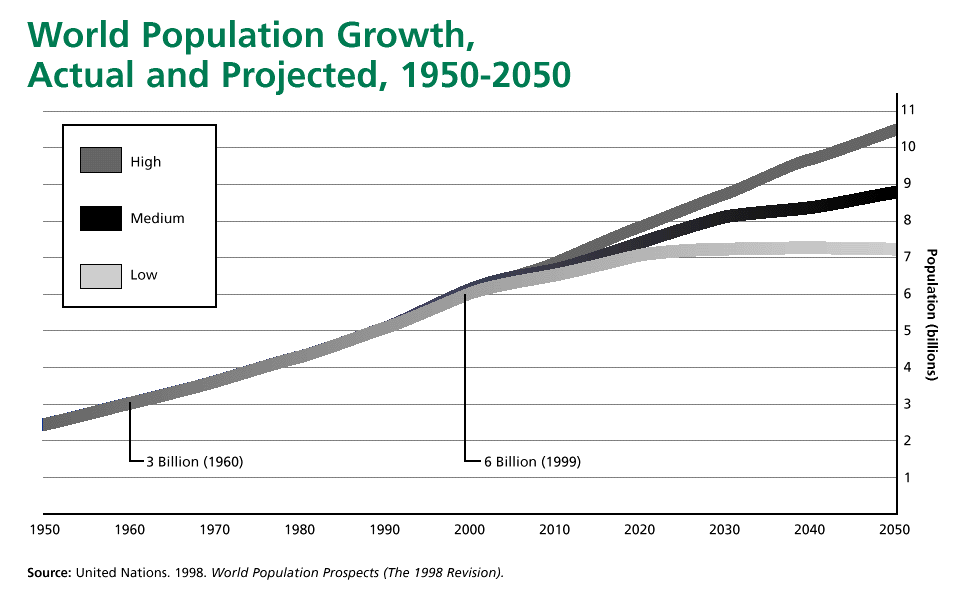 World Population Growth,
Actual and Projected, 1950-2050
High
Medium
Low
11
10
9
8
7
6
5
4
3
2
1
Population (billions)
3 Billion (1960)
6 Billion (1999)
1950 1960 1970 1980 1990 2000 2010 2020 2030 2040 2050
Source: United Nations. 1998. World Population Prospects (The 1998 Revision).